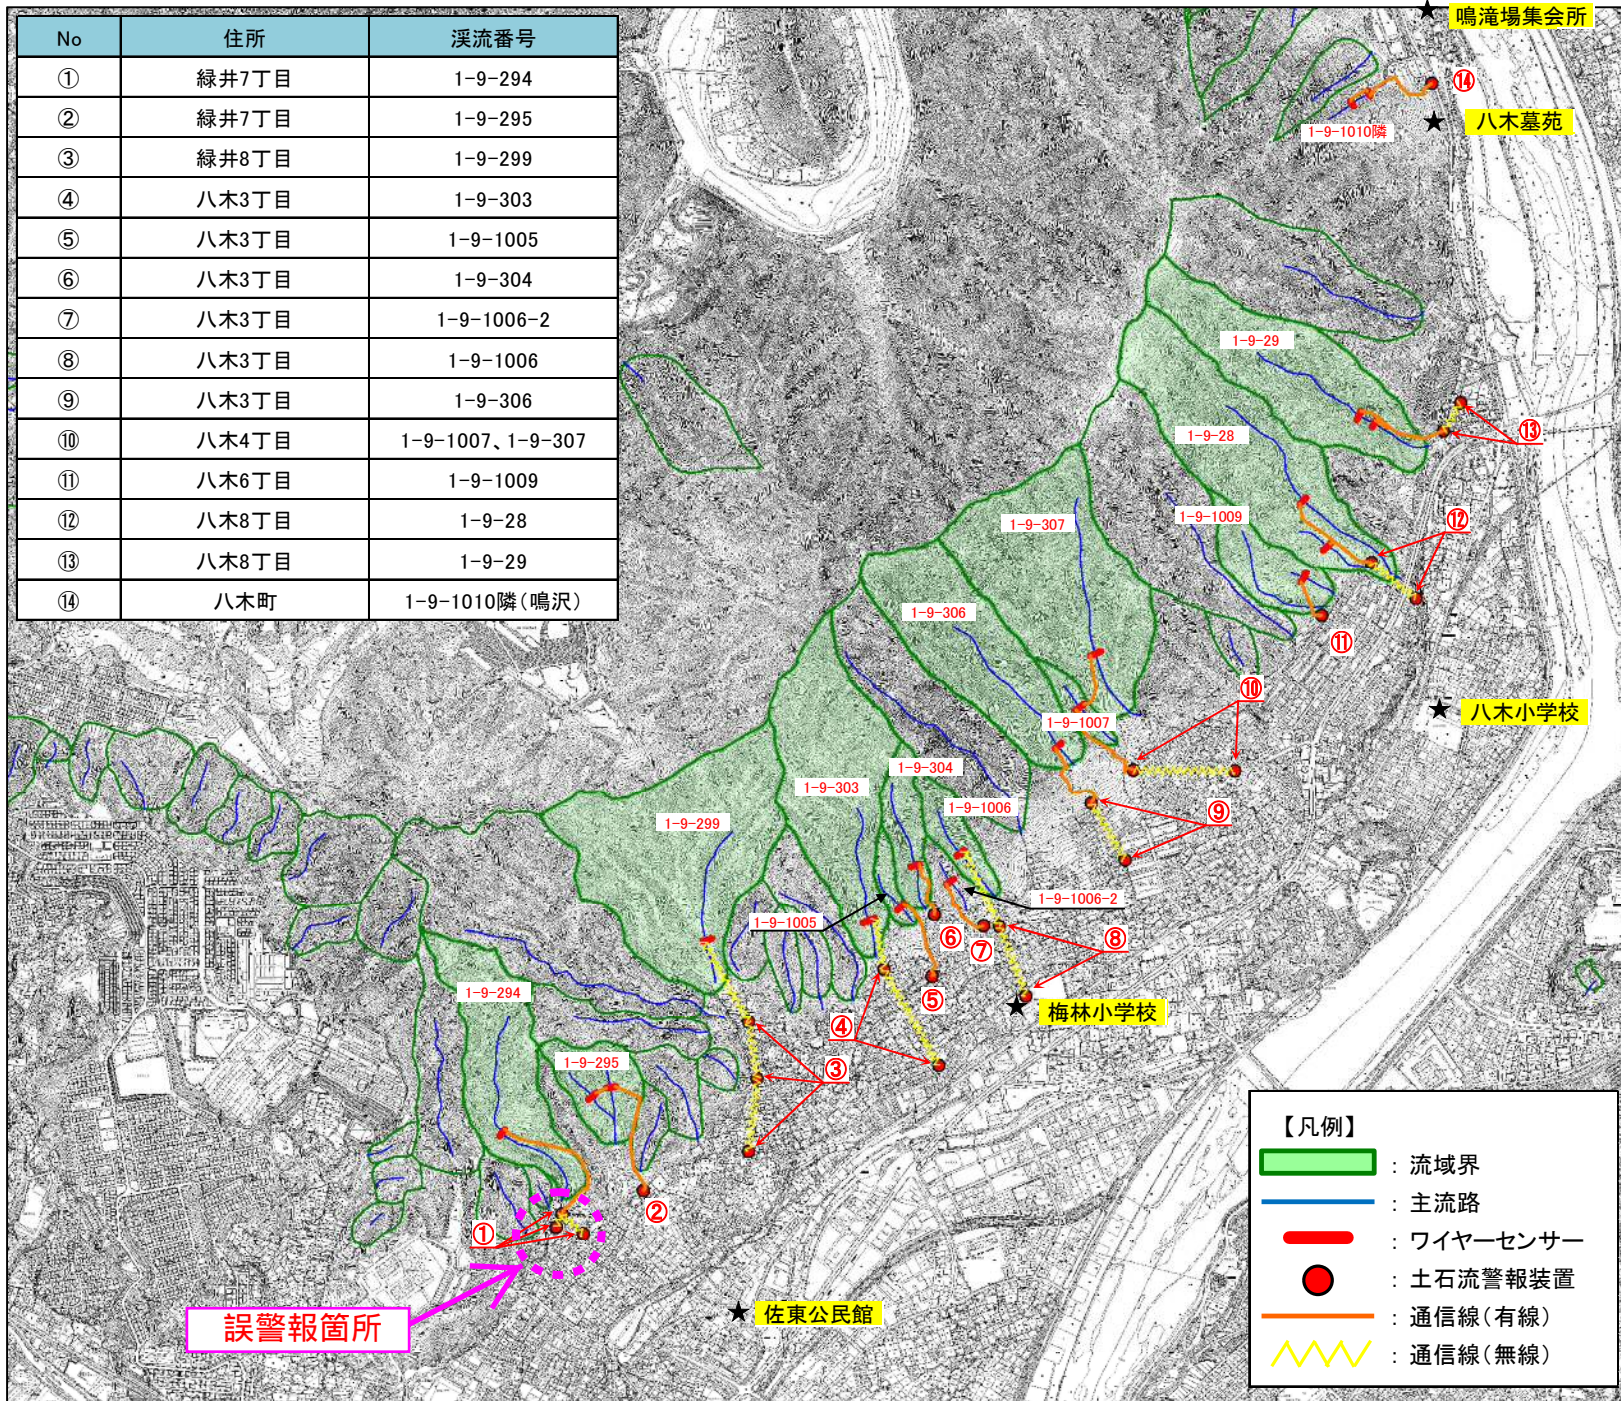 No 住所 渓流番号
① 緑井7丁目 1-9-294
② 緑井7丁目 1-9-295
③ 緑井8丁目 1-9-299
④ 八木3丁目 1-9-303
⑤ 八木3丁目 1-9-1005
⑥ 八木3丁目 1-9-304
⑦ 八木3丁目 1-9-1006-2
⑧ 八木3丁目 1-9-1006
⑨ 八木3丁目 1-9-306
⑩ 八木4丁目 1-9-1007、1-9-307
⑪ 八木6丁目 1-9-1009
⑫ 八木8丁目 1-9-28
⑬ 八木8丁目 1-9-29
⑭ 八木町 1-9-1010隣(鳴沢)
★ 鳴滝場集会所
⑭
★ 八木墓苑
1-9-1010隣
1-9-29
⑬
1-9-28
1-9-1009
⑫
1-9-307
1-9-306
⑪
⑩
★ 八木小学校
1-9-1007
1-9-304
1-9-303
1-9-1006
⑨
1-9-299
1-9-1006-2
1-9-1005
⑥
⑦
⑧
⑤
1-9-294
★ 梅林小学校
④
1-9-295
③
②
①
★ 佐東公民館
誤警報箇所
【凡例】
：流域界
：主流路
：ワイヤーセンサー
：土石流警報装置
：通信線(有線)
：通信線(無線)